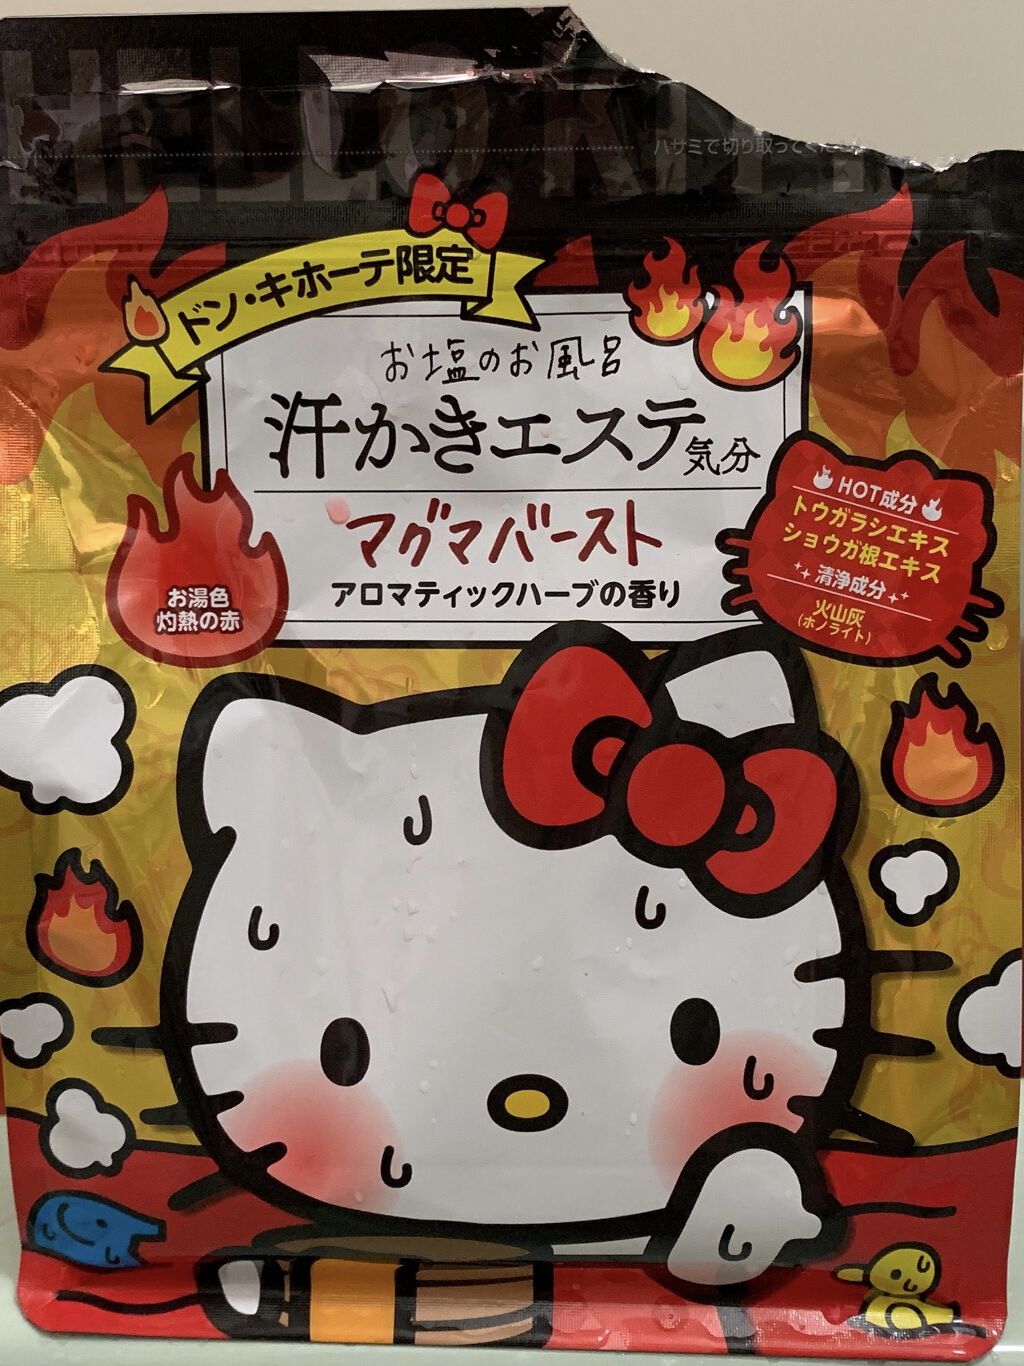 HELLO KITTY
ハサミで切り取ってくだ
ドン・キホーテ限定
お塩のお風呂
汗かきエステ気分
マグマバースト
アロマティックハーブの香り
お湯色
灼熱の赤
HOT成分
トウガラシエキス
ショウガ根エキス
清浄成分
火山灰
(ホノライト)